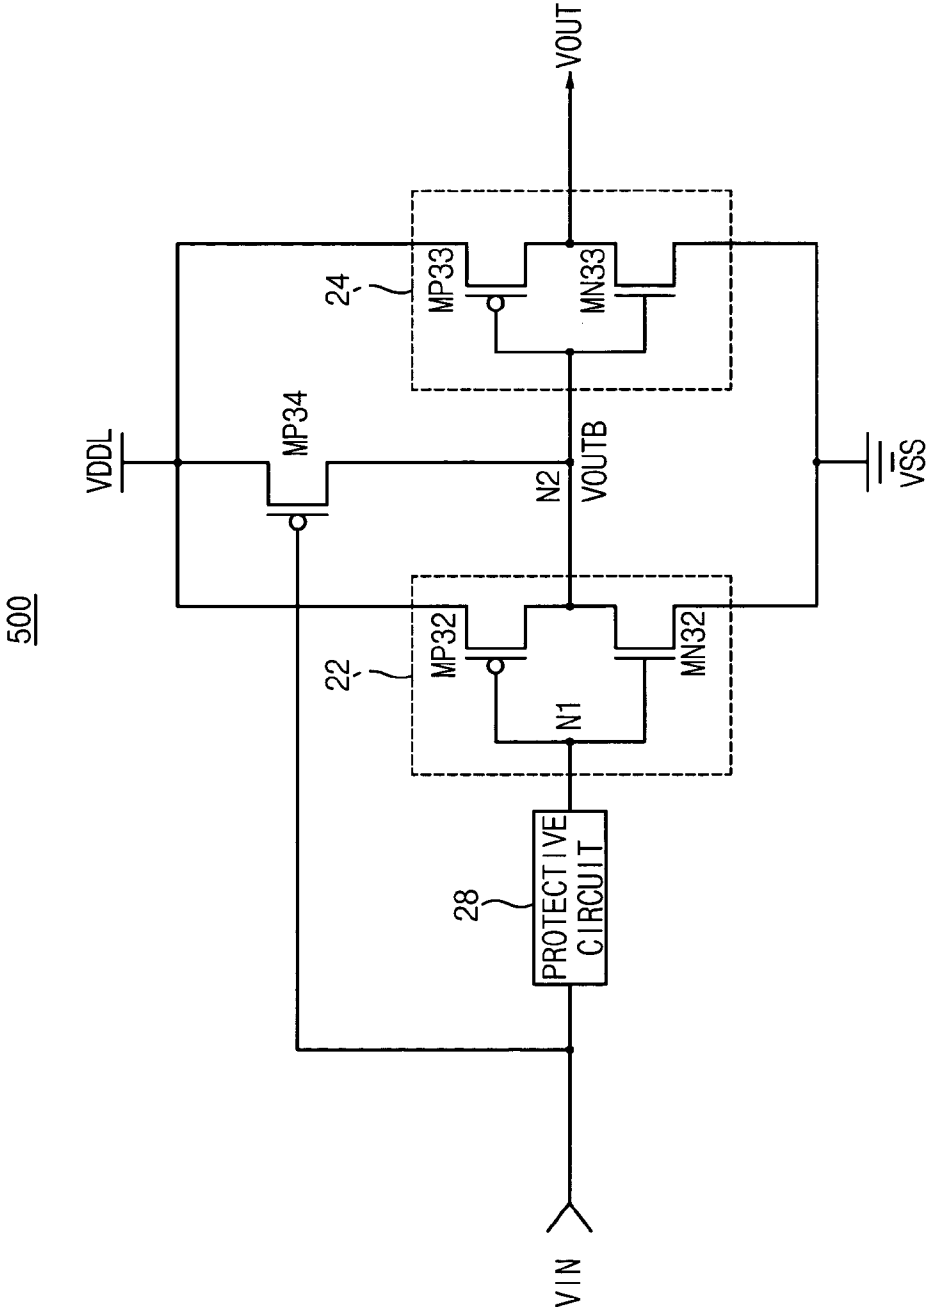 500
VDDL
MP34
24
MP33
MN33
VOUT
N2
VOUTB
22
MP32
MN32
N1
28
PROTECTIVE
CIRCUIT
VIN
VSS